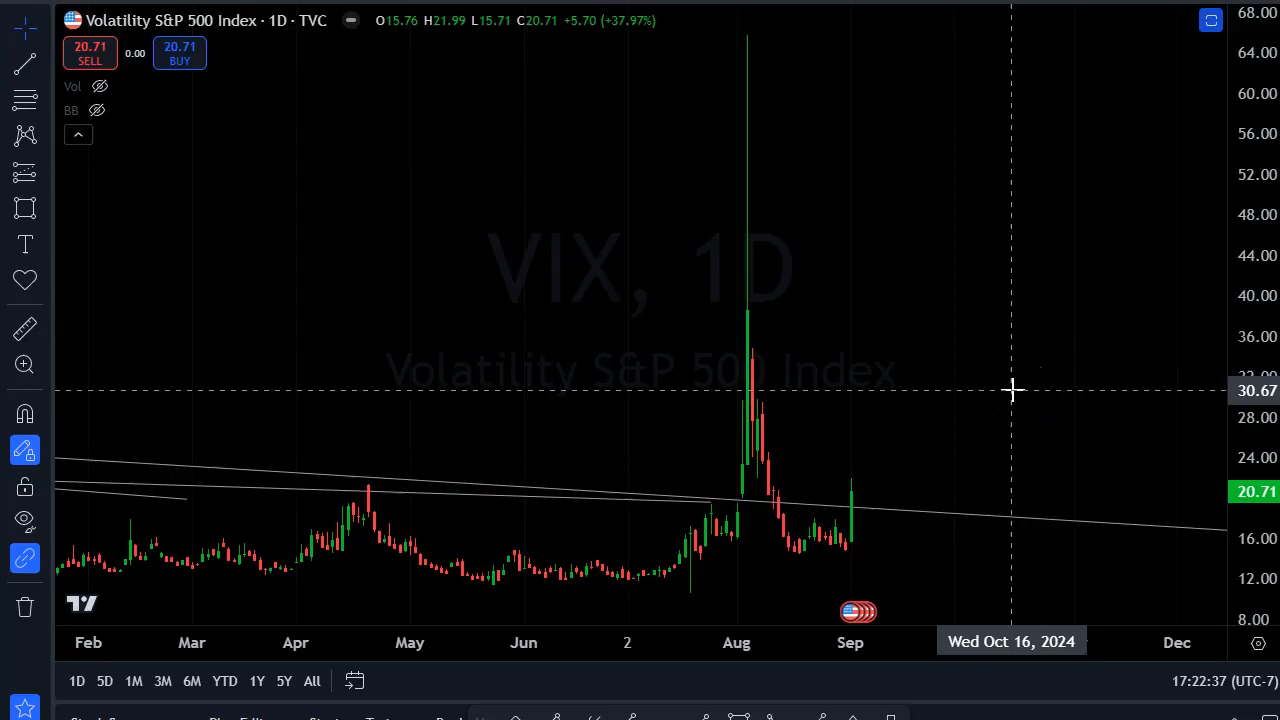 Volatility S&P 500 Index · 1D · TVC O15.76 H21.99 L15.71 C20.71 +5.70 (+37.97%)
20.71 SELL 0.00 20.71 BUY
Vol
BB
VIX, 1D
Volatility S&P 500 Index
68.00
64.00
60.00
56.00
52.00
48.00
44.00
40.00
36.00
30.67
28.00
24.00
20.71
16.00
12.00
8.00
Feb Mar Apr May Jun 2 Aug Sep Wed Oct 16, 2024 Dec
1D 5D 1M 3M 6M YTD 1Y 5Y All 17:22:37 (UTC-7)